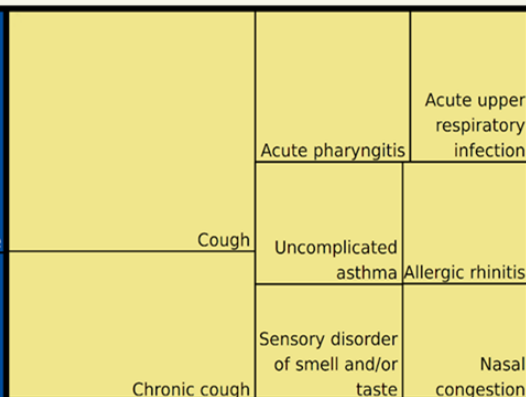 Cough
Acute pharyngitis
Acute upper
respiratory
infection
Uncomplicated
asthma
Allergic rhinitis
Chronic cough
Sensory disorder
of smell and/or
taste
Nasal
congestion